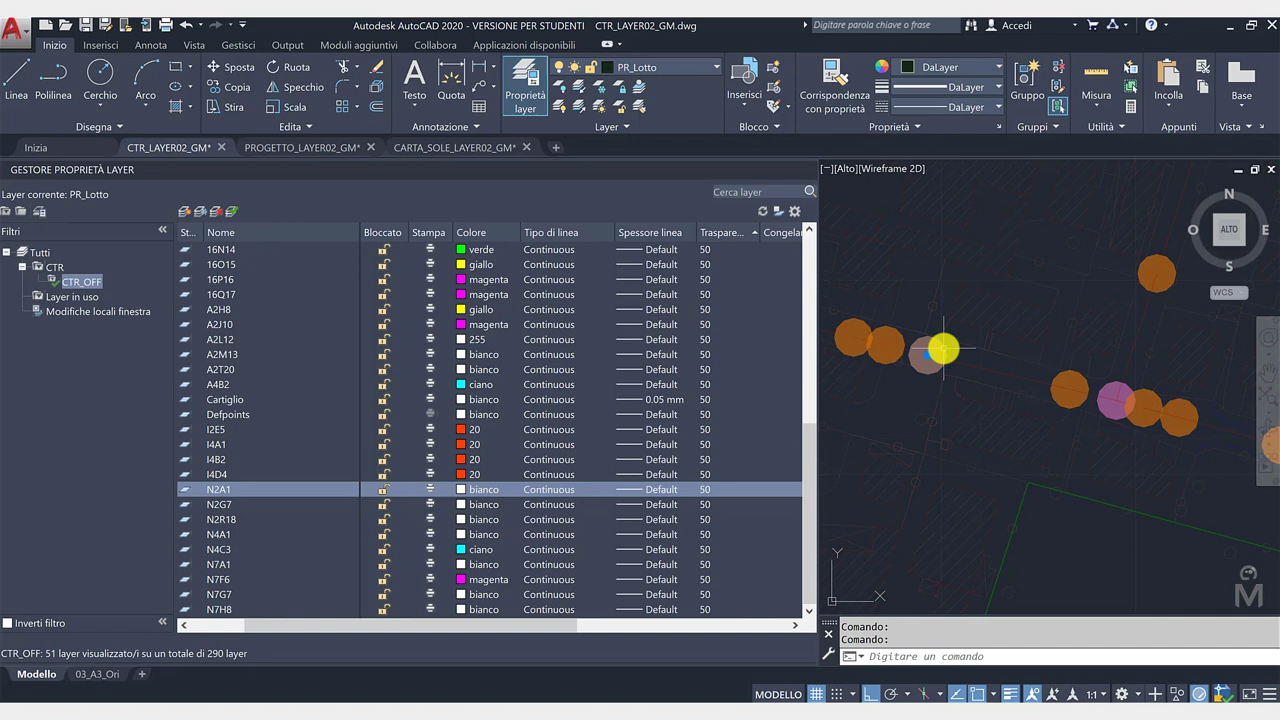 Autodesk AutoCAD 2020 - VERSIONE PER STUDENTI CTR_LAYER02_GM.dwg
Digitare parola chiave o frase
Accedi
Inizio Inserisci Annota Vista Gestisci Output Moduli aggiuntivi Collabora Applicazioni disponibili
Linea Polilinea Cerchio Arco
Sposta Ruota
Copia Specchio
Stira Scala
Testo Quota
Proprietà
layer
PR_Lotto
Inserisci
Corrispondenza
con proprietà
DaLayer
DaLayer
DaLayer
Gruppo Misura Incolla Base
Disegna Edita Annotazione Layer Blocco Proprietà Gruppi Utilità Appunti Vista
Inizia CTR_LAYER02_GM* PROGETTO_LAYER02_GM* CARTA_SOLE_LAYER02_GM*
GESTORE PROPRIETÀ LAYER
[−][Alto][Wireframe 2D]
Layer corrente: PR_Lotto
Cerca layer
Filtri
St... Nome Bloccato Stampa Colore Tipo di linea Spessore linea Traspare... Congelar
Tutti
CTR
CTR_OFF
Layer in uso
Modifiche locali finestra
16N14 verde Continuous Default 50
16O15 giallo Continuous Default 50
16P16 magenta Continuous Default 50
16Q17 magenta Continuous Default 50
A2H8 giallo Continuous Default 50
A2J10 magenta Continuous Default 50
A2L12 255 Continuous Default 50
A2M13 bianco Continuous Default 50
A2T20 bianco Continuous Default 50
A4B2 ciano Continuous Default 50
Cartiglio bianco Continuous 0.05 mm 50
Defpoints bianco Continuous Default 50
I2E5 20 Continuous Default 50
I4A1 20 Continuous Default 50
I4B2 20 Continuous Default 50
I4D4 20 Continuous Default 50
N2A1 bianco Continuous Default 50
N2G7 bianco Continuous Default 50
N2R18 bianco Continuous Default 50
N4A1 bianco Continuous Default 50
N4C3 ciano Continuous Default 50
N7A1 bianco Continuous Default 50
N7F6 magenta Continuous Default 50
N7G7 bianco Continuous Default 50
N7H8 bianco Continuous Default 50
N
O ALTO E
S
WCS
Y
X
M
Inverti filtro
CTR_OFF: 51 layer visualizzato/i su un totale di 290 layer
Comando:
Comando:
Digitare un comando
Modello 03_A3_Ori
MODELLO
1:1